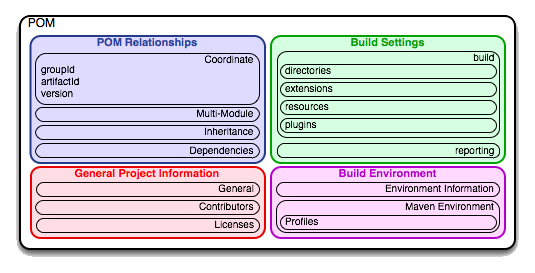 POM
POM Relationships
Coordinate
groupId
artifactId
version
Multi-Module
Inheritance
Dependencies
Build Settings
build
directories
extensions
resources
plugins
reporting
General Project Information
General
Contributors
Licenses
Build Environment
Environment Information
Maven Environment
Profiles